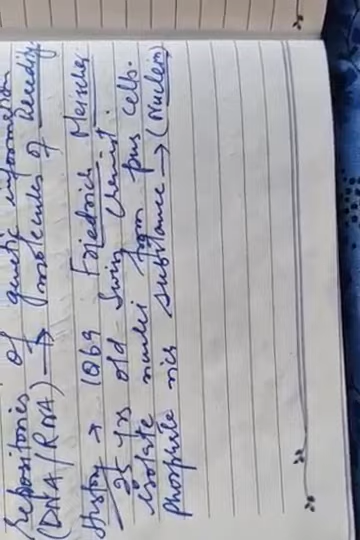 Repositories of genetic information
(DNA/RNA) → molecules of heredity
History → 1869 Friedrich Meischer
25 yrs old Swiss Chemist
isolate nuclei from pus cells.
Phosphate rich substance → (Nuclein)